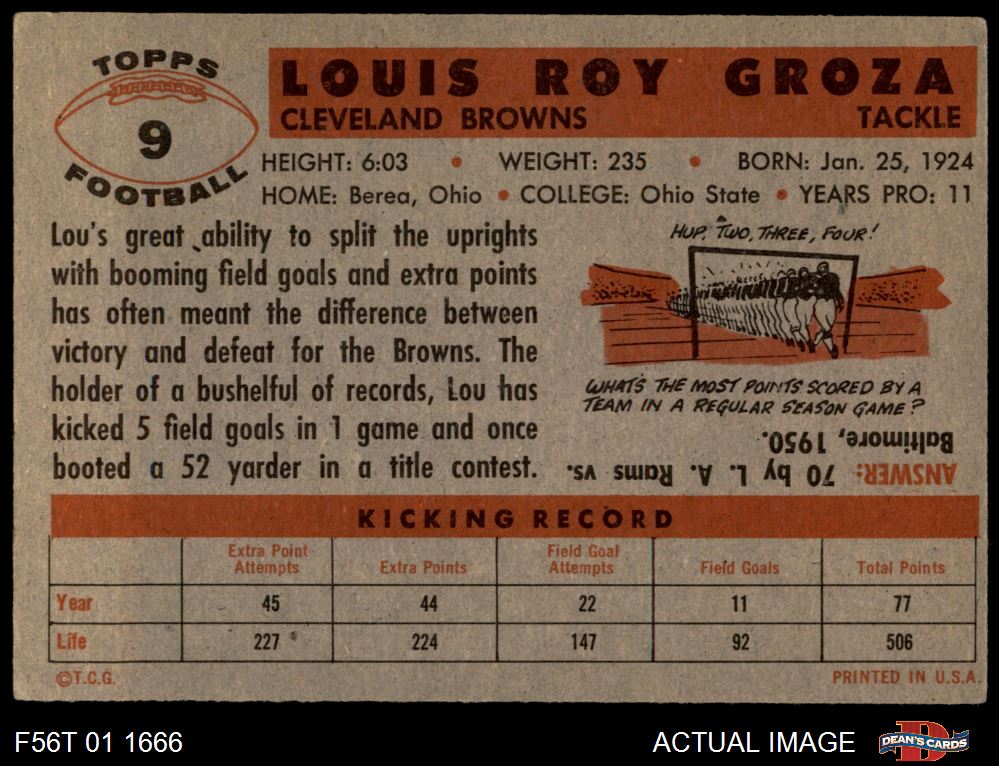 TOPPS
9
FOOTBALL
LOUIS ROY GROZA
CLEVELAND BROWNS TACKLE
HEIGHT: 6:03 • WEIGHT: 235 • BORN: Jan. 25, 1924
HOME: Berea, Ohio • COLLEGE: Ohio State • YEARS PRO: 11
Lou's great ability to split the uprights
with booming field goals and extra points
has often meant the difference between
victory and defeat for the Browns. The
holder of a bushelful of records, Lou has
kicked 5 field goals in 1 game and once
booted a 52 yarder in a title contest.
HUP, TWO, THREE, FOUR!
WHAT'S THE MOST POINTS SCORED BY A
TEAM IN A REGULAR SEASON GAME?
ANSWER: 70 by L. A. Rams vs.
Baltimore, 1950.
KICKING RECORD
Extra Point Attempts Extra Points Field Goal Attempts Field Goals Total Points
Year 45 44 22 11 77
Life 227 224 147 92 506
©T.C.G. PRINTED IN U.S.A.
F56T 01 1666 ACTUAL IMAGE DEAN'S CARDS